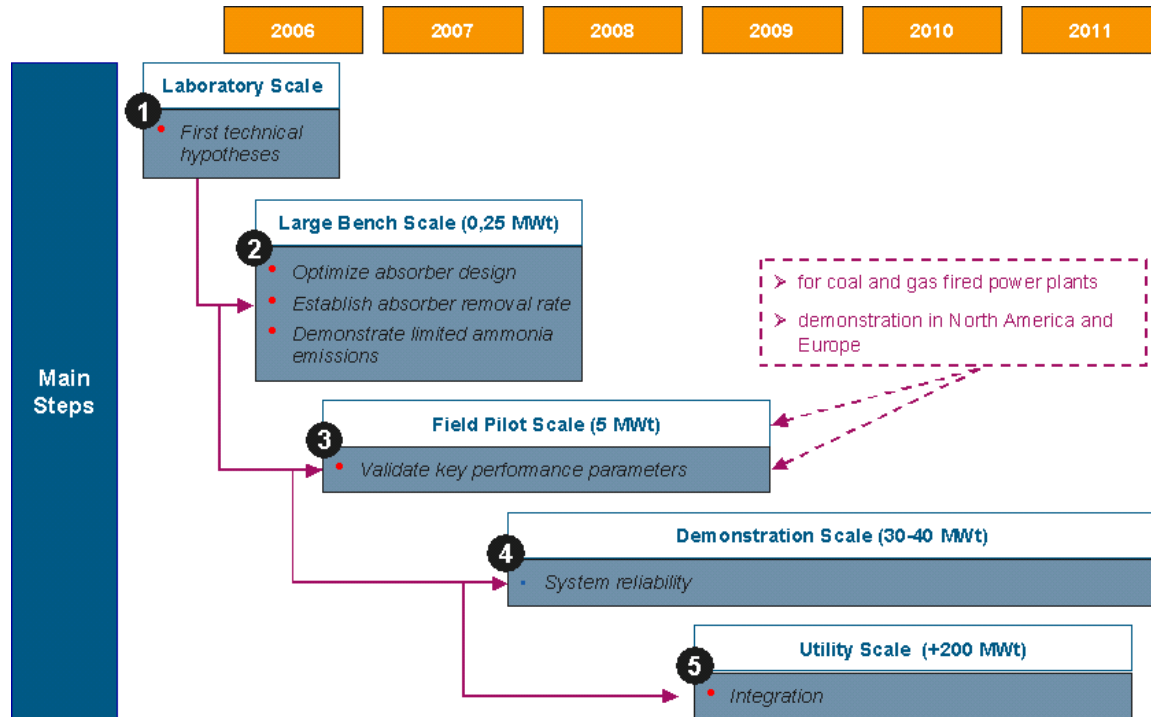 2006
2007
2008
2009
2010
2011
Main
Steps
1
Laboratory Scale
• First technical
hypotheses
2
Large Bench Scale (0,25 MWt)
• Optimize absorber design
• Establish absorber removal rate
• Demonstrate limited ammonia
emissions
➢ for coal and gas fired power plants
➢ demonstration in North America and
Europe
3
Field Pilot Scale (5 MWt)
• Validate key performance parameters
4
Demonstration Scale (30-40 MWt)
• System reliability
5
Utility Scale (+200 MWt)
• Integration